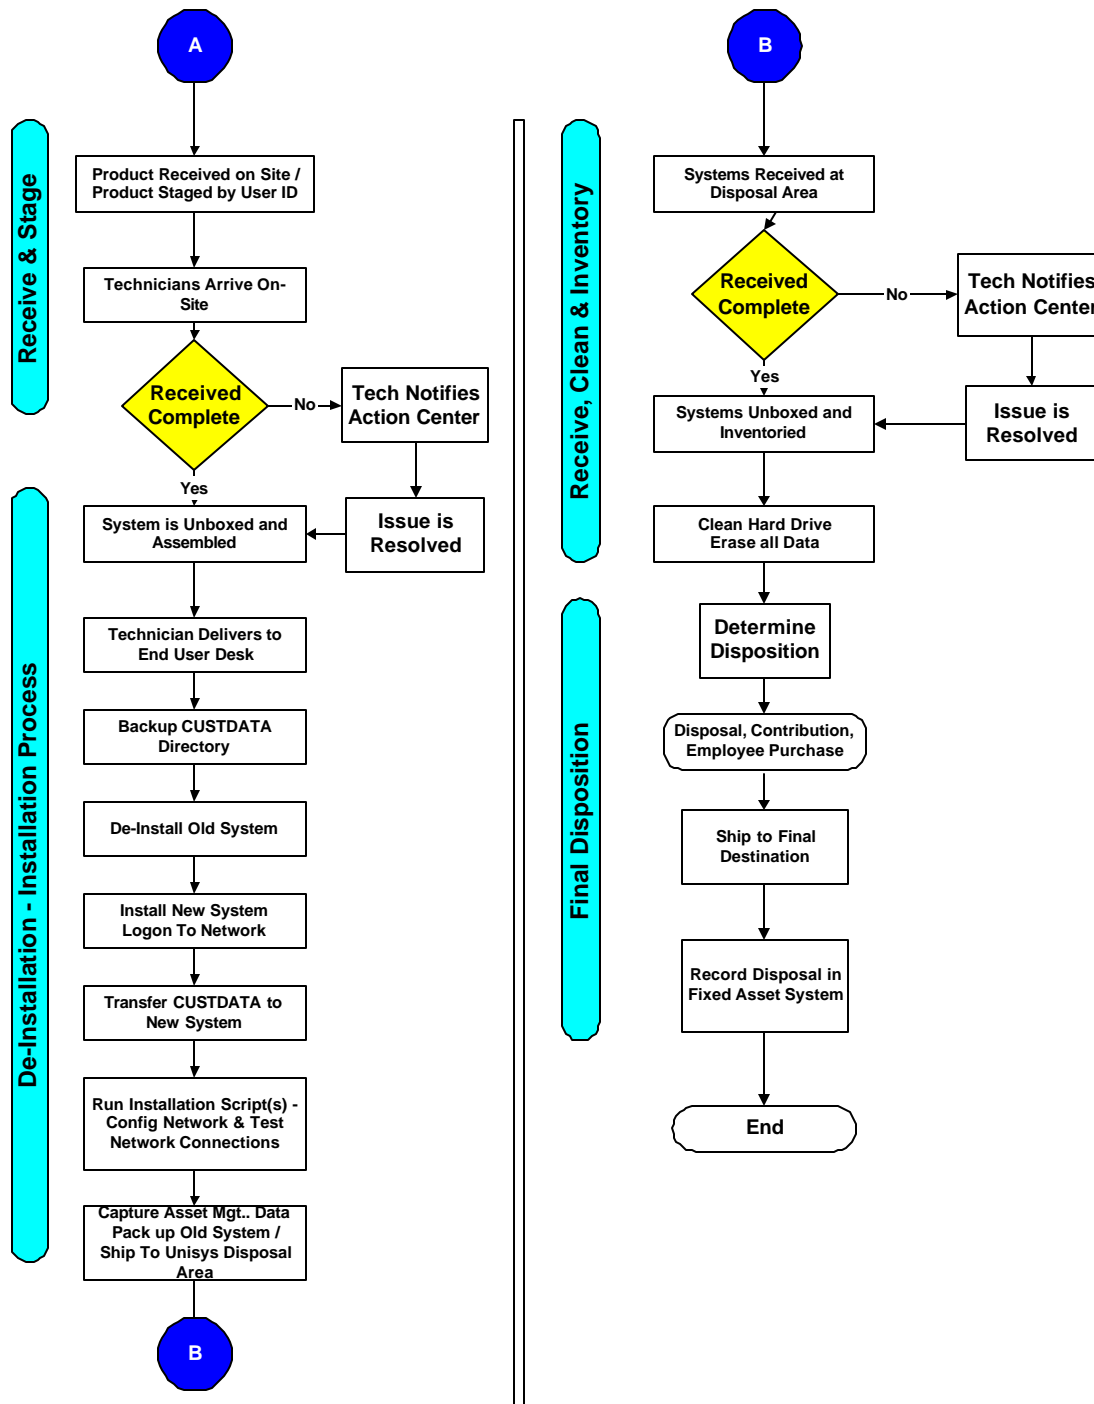 A
Receive & Stage
Product Received on Site /
Product Staged by User ID
Technicians Arrive On-
Site
Received
Complete
No
Tech Notifies
Action Center
Yes
Issue is
Resolved
De-Installation - Installation Process
System is Unboxed and
Assembled
Technician Delivers to
End User Desk
Backup CUSTDATA
Directory
De-Install Old System
Install New System
Logon To Network
Transfer CUSTDATA to
New System
Run Installation Script(s) -
Config Network & Test
Network Connections
Capture Asset Mgt.. Data
Pack up Old System /
Ship To Unisys Disposal
Area
B
B
Receive, Clean & Inventory
Systems Received at
Disposal Area
Received
Complete
No
Tech Notifies
Action Center
Yes
Issue is
Resolved
Systems Unboxed and
Inventoried
Clean Hard Drive
Erase all Data
Final Disposition
Determine
Disposition
Disposal, Contribution,
Employee Purchase
Ship to Final
Destination
Record Disposal in
Fixed Asset System
End